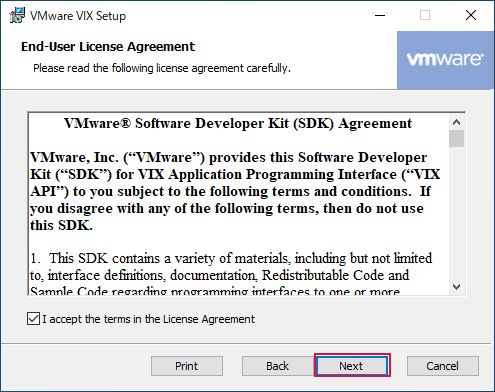 VMware VIX Setup
End-User License Agreement
Please read the following license agreement carefully.
vmware®
VMware® Software Developer Kit (SDK) Agreement
VMware, Inc. (“VMware”) provides this Software Developer
Kit (“SDK”) for VIX Application Programming Interface (“VIX
API”) to you subject to the following terms and conditions.  If
you disagree with any of the following terms, then do not use
this SDK.
1.  This SDK contains a variety of materials, including but not limited
to, interface definitions, documentation, Redistributable Code and
Sample Code regarding programming interfaces to one or more
I accept the terms in the License Agreement
Print
Back
Next
Cancel